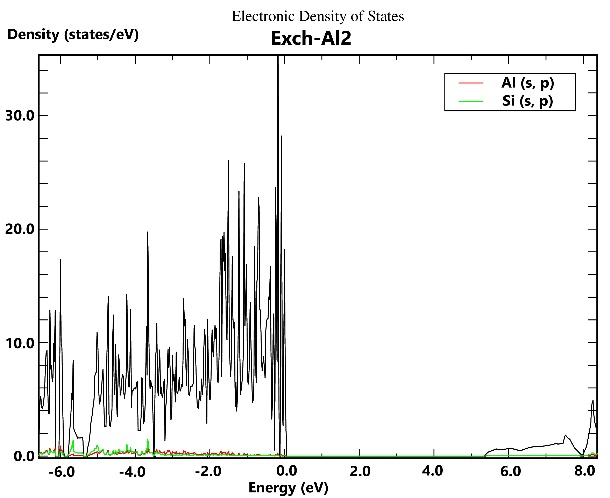 Electronic Density of States
Density (states/eV)
Exch-Al2
Al (s, p)
Si (s, p)
30.0
20.0
10.0
0.0
-6.0 -4.0 -2.0 0.0 2.0 4.0 6.0 8.0
Energy (eV)